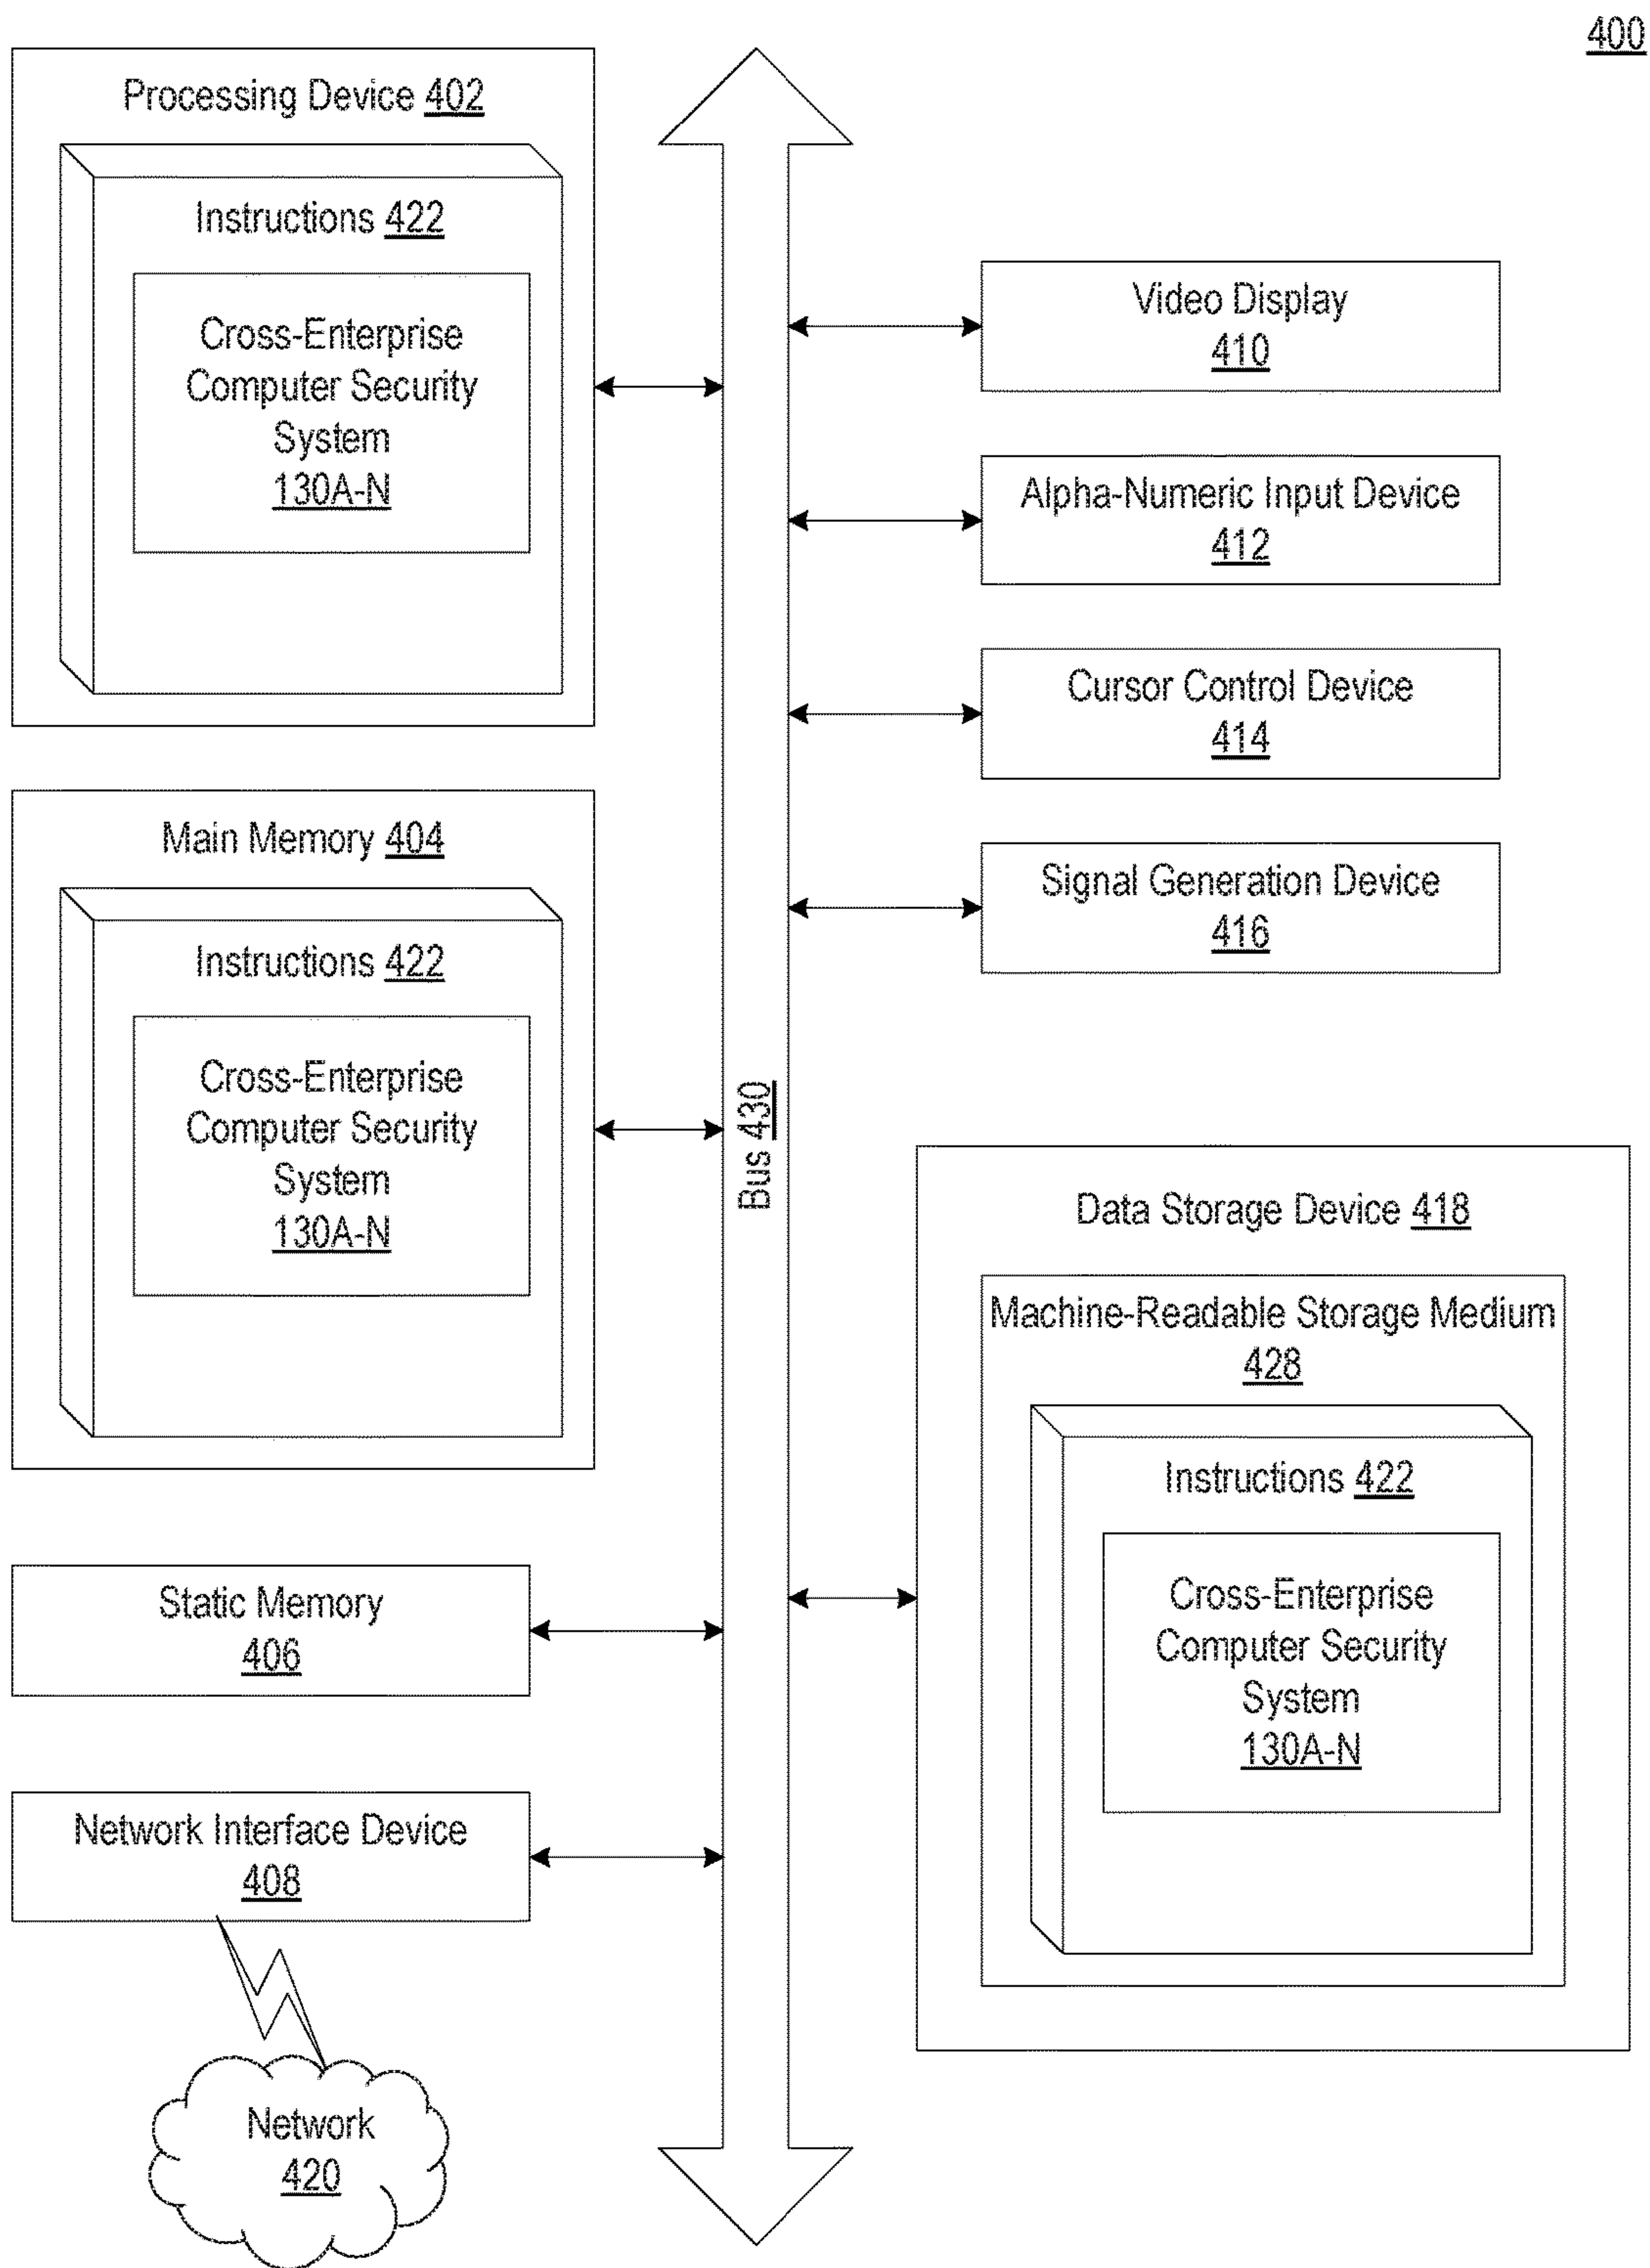 400
Processing Device 402
Instructions 422
Cross-Enterprise
Computer Security
System
130A-N
Main Memory 404
Instructions 422
Cross-Enterprise
Computer Security
System
130A-N
Static Memory
406
Network Interface Device
408
Network
420
Bus 430
Video Display
410
Alpha-Numeric Input Device
412
Cursor Control Device
414
Signal Generation Device
416
Data Storage Device 418
Machine-Readable Storage Medium
428
Instructions 422
Cross-Enterprise
Computer Security
System
130A-N